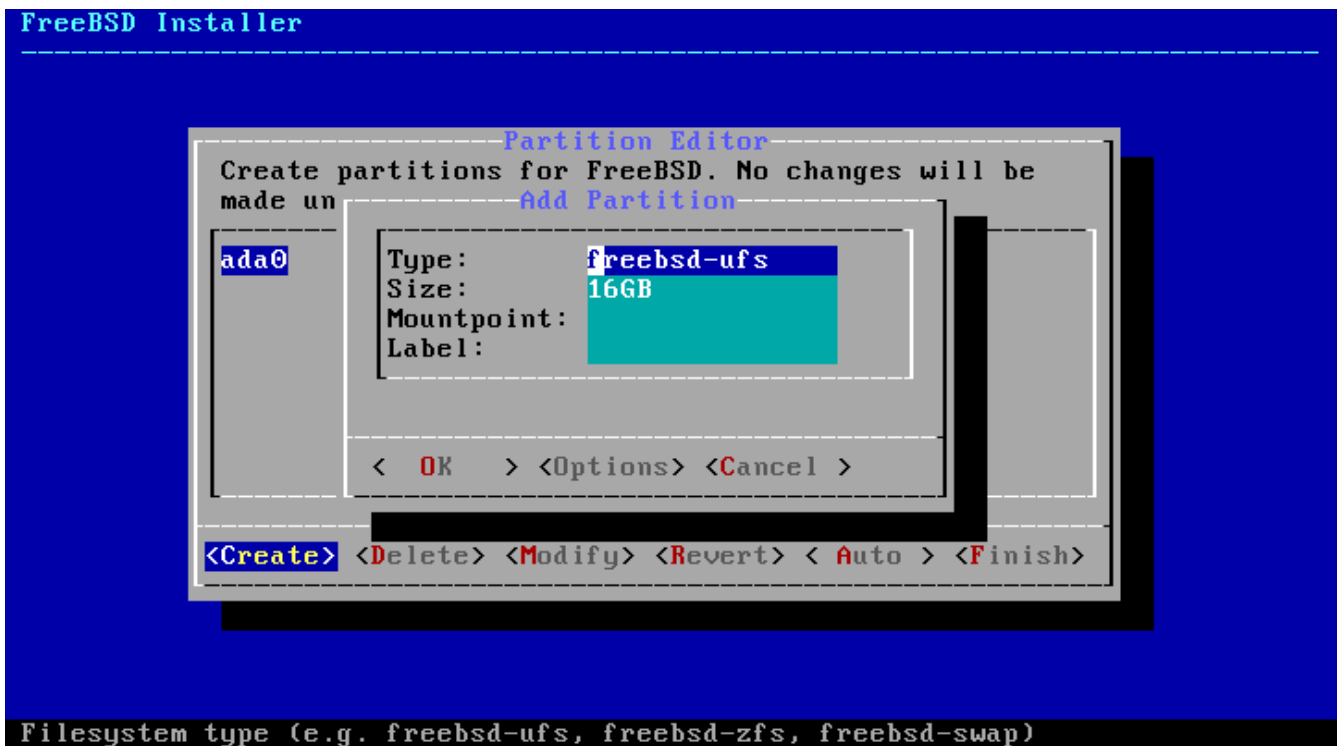 FreeBSD Installer
Partition Editor
Create partitions for FreeBSD. No changes will be
made un
Add Partition
ada0
Type: freebsd-ufs
Size: 16GB
Mountpoint:
Label:
< OK > <Options> <Cancel >
<Create> <Delete> <Modify> <Revert> < Auto > <Finish>
Filesystem type (e.g. freebsd-ufs, freebsd-zfs, freebsd-swap)